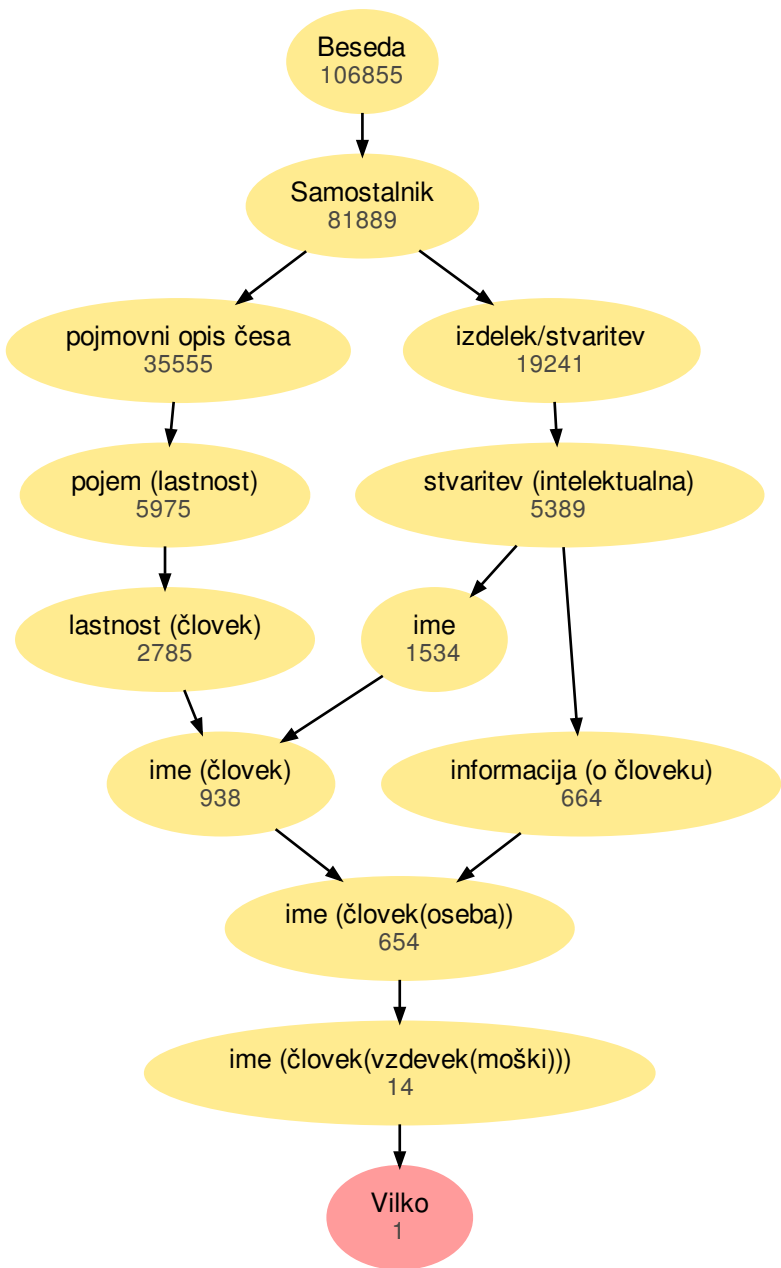 Beseda
106855
Samostalnik
81889
pojmovni opis česa
35555
izdelek/stvaritev
19241
pojem (lastnost)
5975
stvaritev (intelektualna)
5389
lastnost (človek)
2785
ime
1534
ime (človek)
938
informacija (o človeku)
664
ime (človek(oseba))
654
ime (človek(vzdevek(moški)))
14
Vilko
1